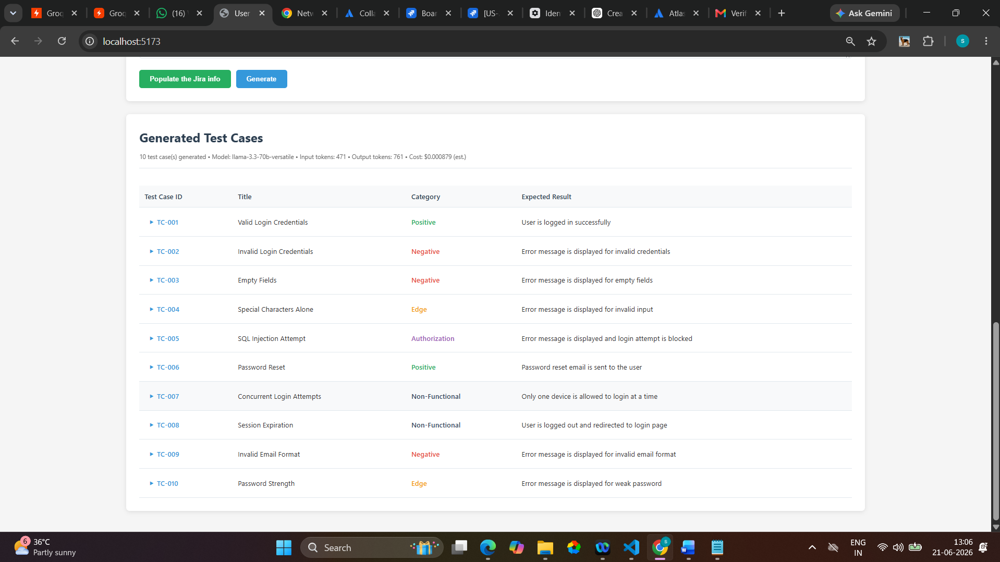 Groq
Groq
(16)
User
Netw
Colla
Boar
[US-
Iden
Crea
Atlas
Verif
Ask Gemini
localhost:5173
S
Populate the Jira info
Generate
Generated Test Cases
10 test case(s) generated • Model: llama-3.3-70b-versatile • Input tokens: 471 • Output tokens: 761 • Cost: $0.000879 (est.)
Test Case ID Title Category Expected Result
TC-001 Valid Login Credentials Positive User is logged in successfully
TC-002 Invalid Login Credentials Negative Error message is displayed for invalid credentials
TC-003 Empty Fields Negative Error message is displayed for empty fields
TC-004 Special Characters Alone Edge Error message is displayed for invalid input
TC-005 SQL Injection Attempt Authorization Error message is displayed and login attempt is blocked
TC-006 Password Reset Positive Password reset email is sent to the user
TC-007 Concurrent Login Attempts Non-Functional Only one device is allowed to login at a time
TC-008 Session Expiration Non-Functional User is logged out and redirected to login page
TC-009 Invalid Email Format Negative Error message is displayed for invalid email format
TC-010 Password Strength Edge Error message is displayed for weak password
6
36°C
Partly sunny
Search
S
ENG
IN
13:06
21-06-2026